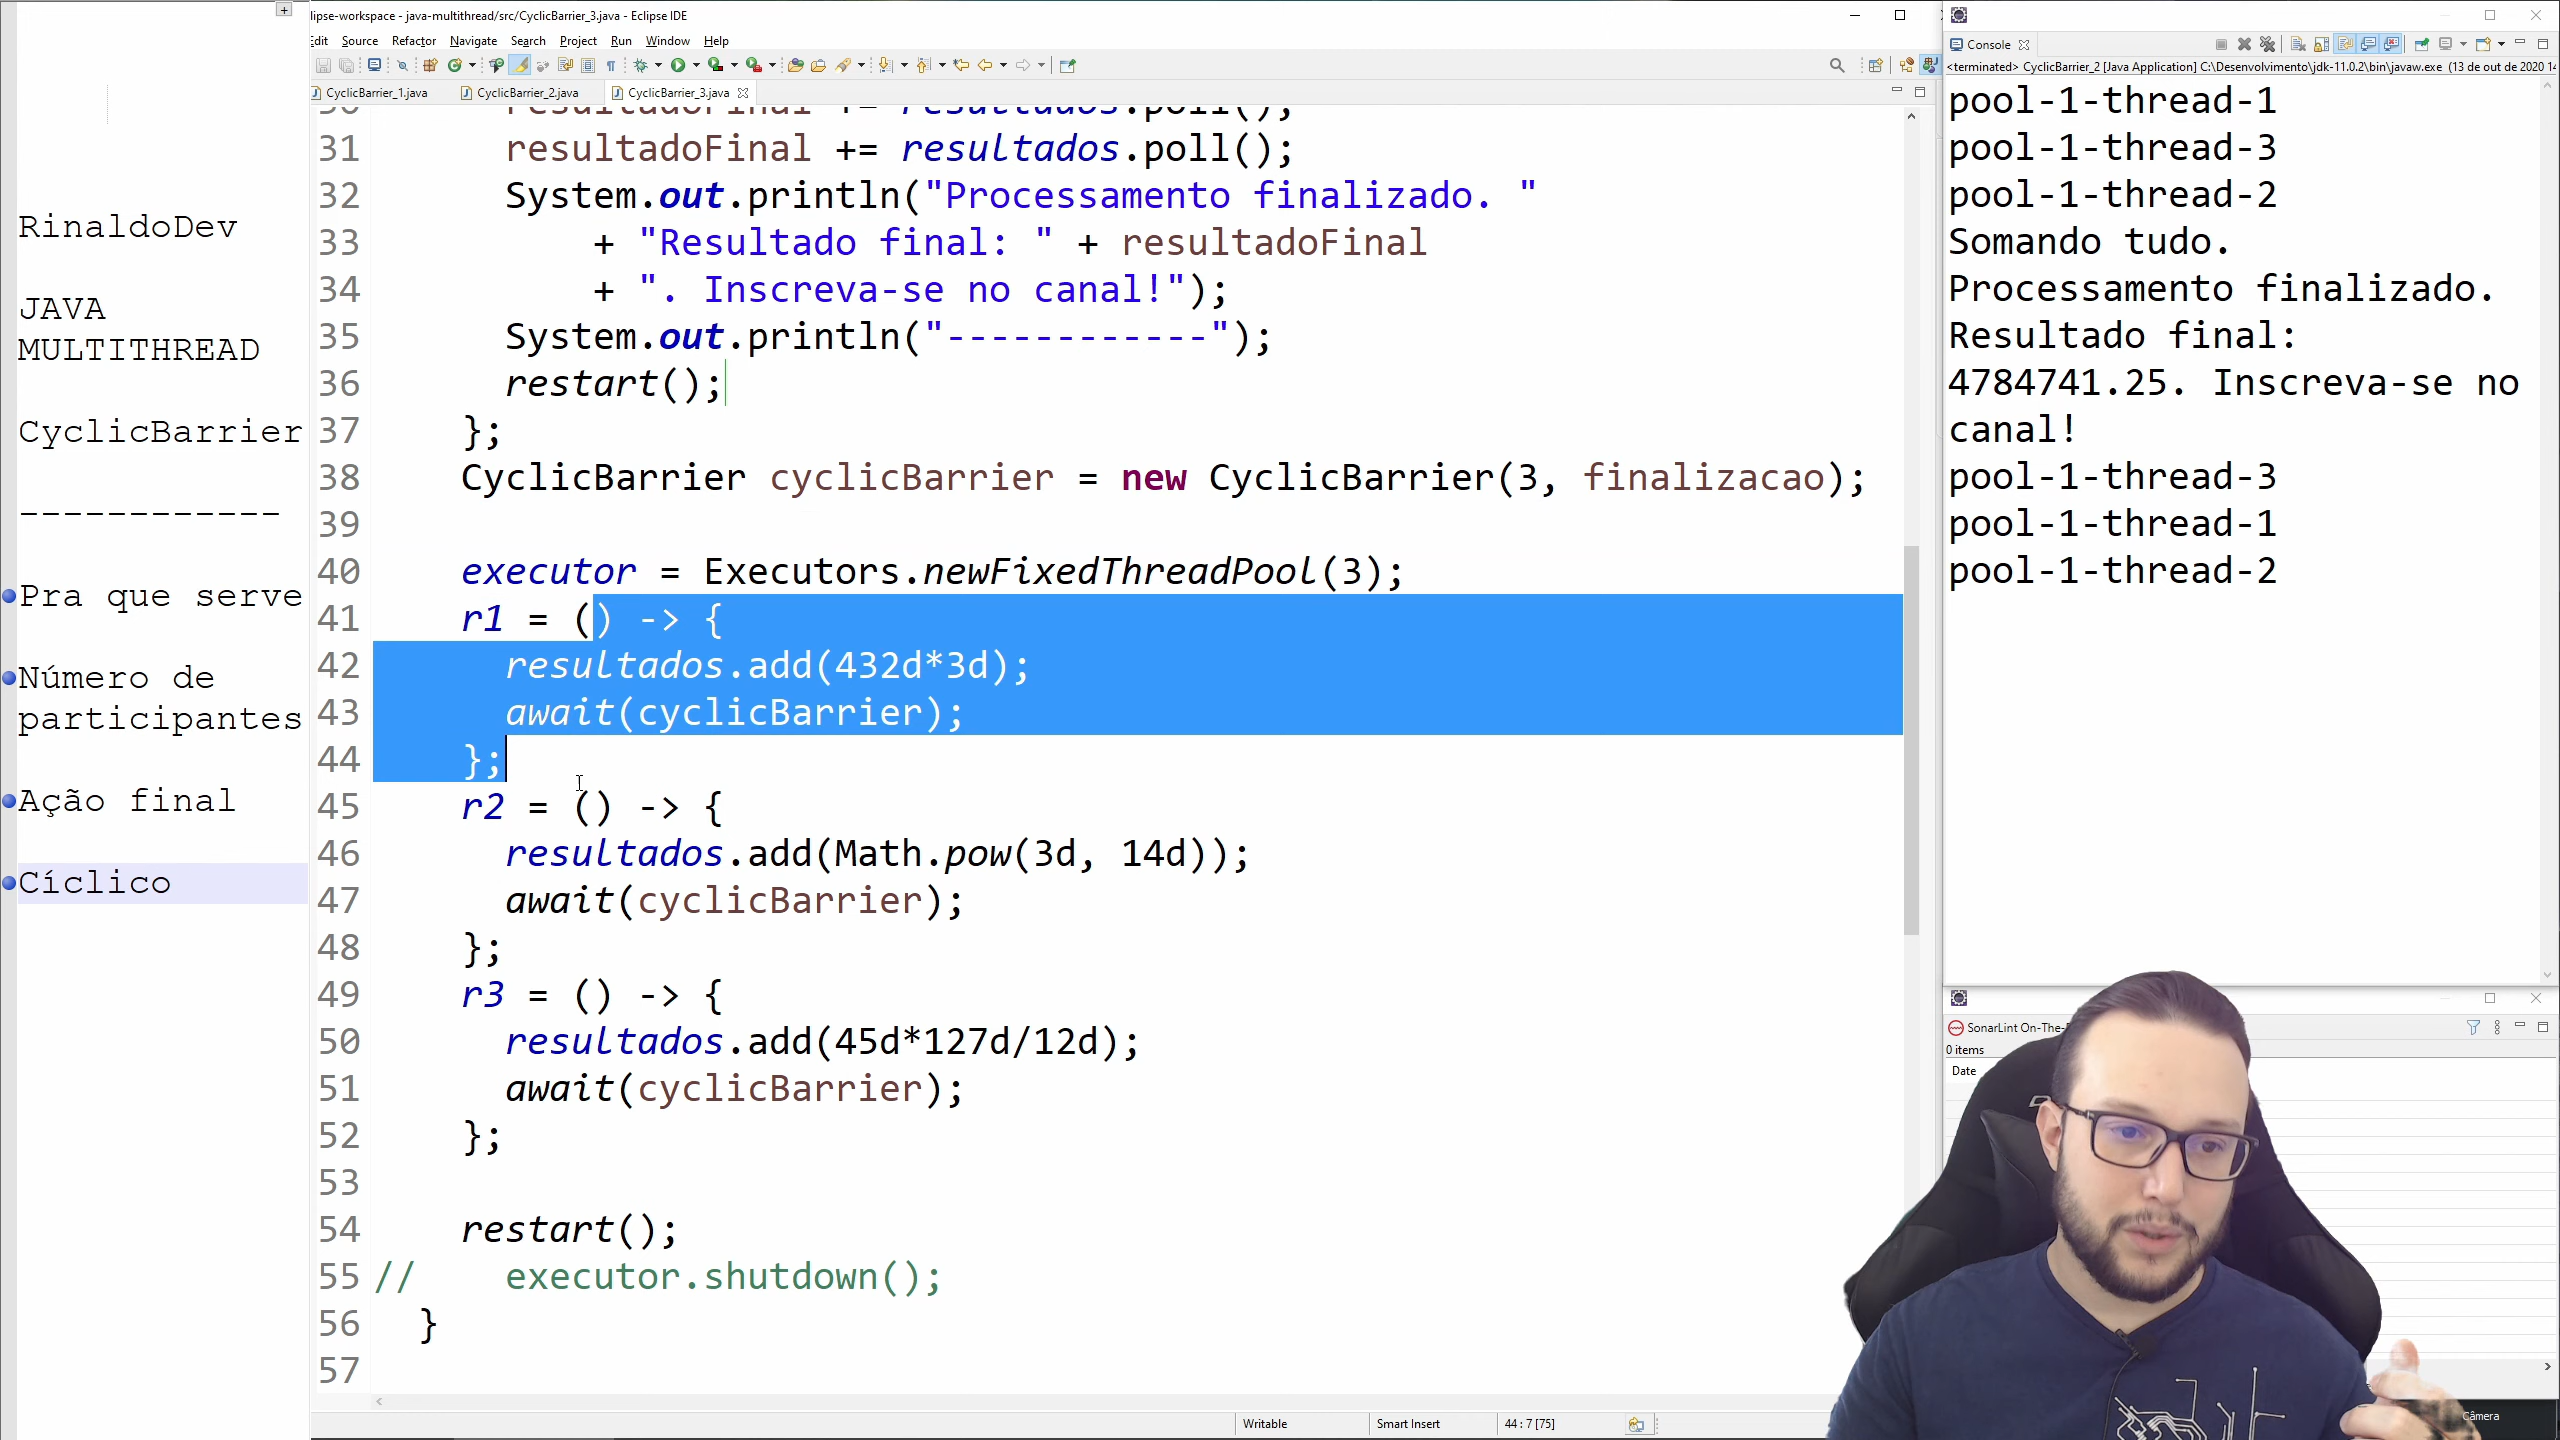 RinaldoDev
JAVA
MULTITHREAD
CyclicBarrier
------------
Pra que serve
Número de
participantes
Ação final
Cíclico
lipse-workspace - java-multithread/src/CyclicBarrier_3.java - Eclipse IDE
Edit Source Refactor Navigate Search Project Run Window Help
CyclicBarrier_1.java CyclicBarrier_2.java CyclicBarrier_3.java
30 resultadoFinal += resultados.poll();
31 resultadoFinal += resultados.poll();
32 System.out.println("Processamento finalizado. "
33 + "Resultado final: " + resultadoFinal
34 + ". Inscreva-se no canal!");
35 System.out.println("------------");
36 restart();
37 };
38 CyclicBarrier cyclicBarrier = new CyclicBarrier(3, finalizacao);
39
40 executor = Executors.newFixedThreadPool(3);
41 r1 = () -> {
42 resultados.add(432d*3d);
43 await(cyclicBarrier);
44 };
45 r2 = () -> {
46 resultados.add(Math.pow(3d, 14d));
47 await(cyclicBarrier);
48 };
49 r3 = () -> {
50 resultados.add(45d*127d/12d);
51 await(cyclicBarrier);
52 };
53
54 restart();
55 // executor.shutdown();
56 }
57
Writable Smart Insert 44 : 7 [75]
Console
<terminated> CyclicBarrier_2 [Java Application] C:\Desenvolvimento\jdk-11.0.2\bin\javaw.exe (13 de out de 2020 14
pool-1-thread-1
pool-1-thread-3
pool-1-thread-2
Somando tudo.
Processamento finalizado.
Resultado final:
4784741.25. Inscreva-se no
canal!
pool-1-thread-3
pool-1-thread-1
pool-1-thread-2
SonarLint On-The-
0 items
Date
Câmera